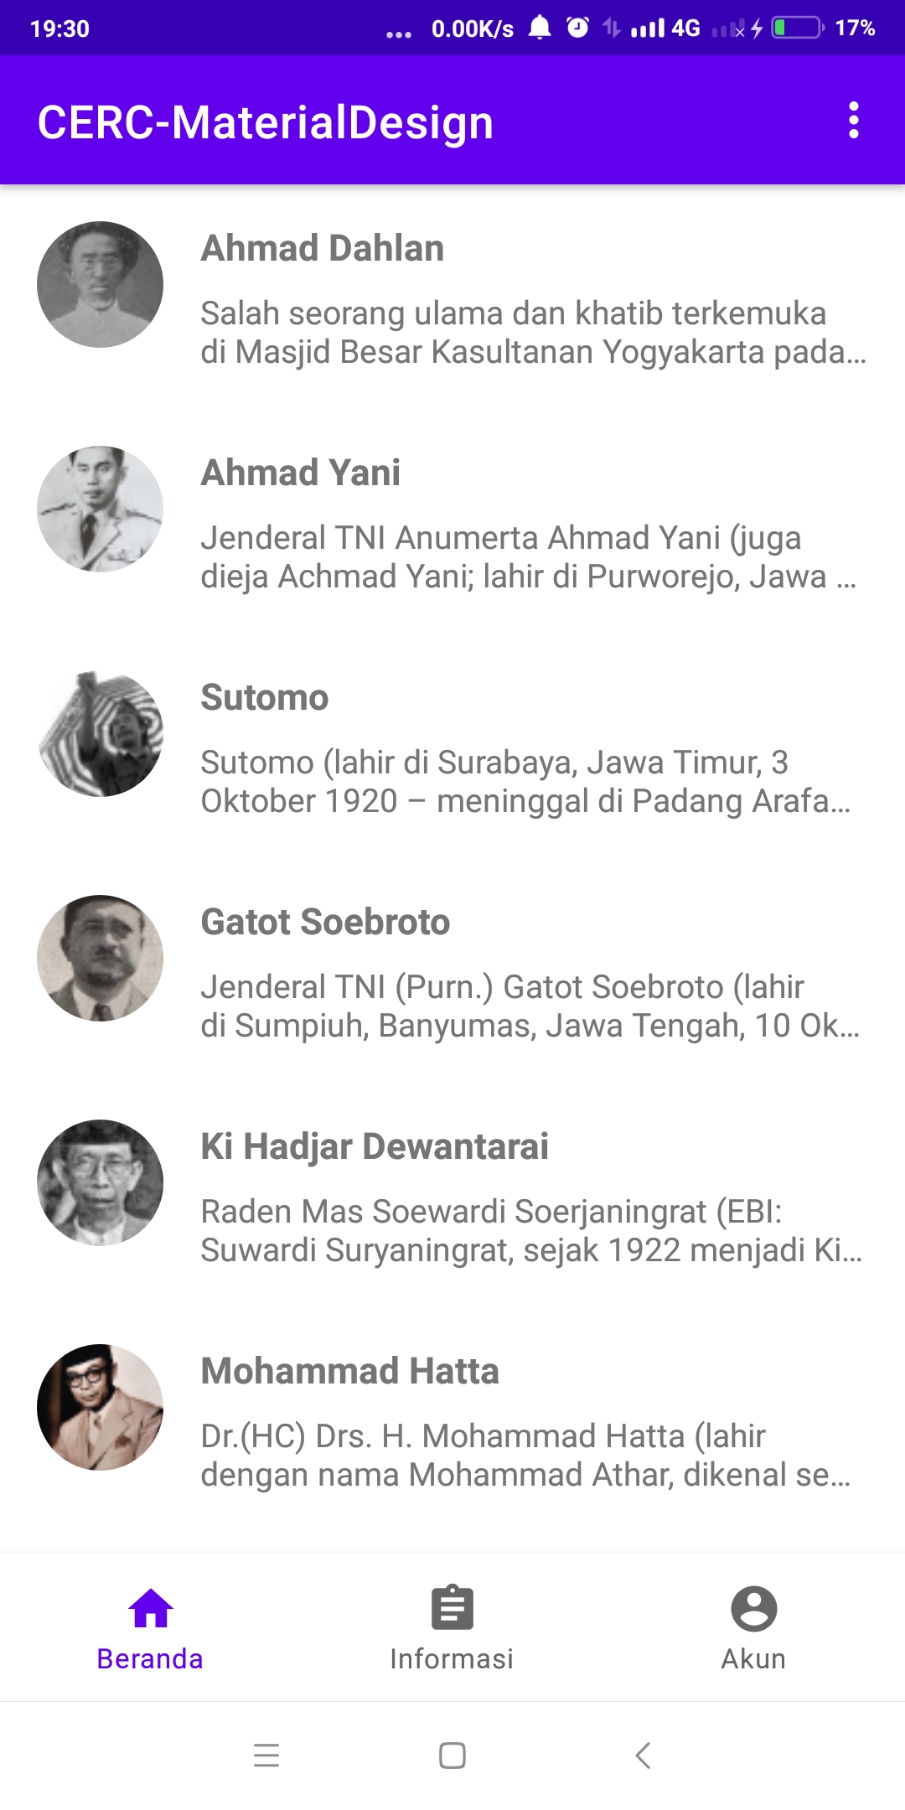 19:30 ... 0.00K/s 4G 17%
CERC-MaterialDesign
Ahmad Dahlan
Salah seorang ulama dan khatib terkemuka
di Masjid Besar Kasultanan Yogyakarta pada...
Ahmad Yani
Jenderal TNI Anumerta Ahmad Yani (juga
dieja Achmad Yani; lahir di Purworejo, Jawa ...
Sutomo
Sutomo (lahir di Surabaya, Jawa Timur, 3
Oktober 1920 – meninggal di Padang Arafa...
Gatot Soebroto
Jenderal TNI (Purn.) Gatot Soebroto (lahir
di Sumpiuh, Banyumas, Jawa Tengah, 10 Ok...
Ki Hadjar Dewantarai
Raden Mas Soewardi Soerjaningrat (EBI:
Suwardi Suryaningrat, sejak 1922 menjadi Ki...
Mohammad Hatta
Dr.(HC) Drs. H. Mohammad Hatta (lahir
dengan nama Mohammad Athar, dikenal se...
Beranda Informasi Akun